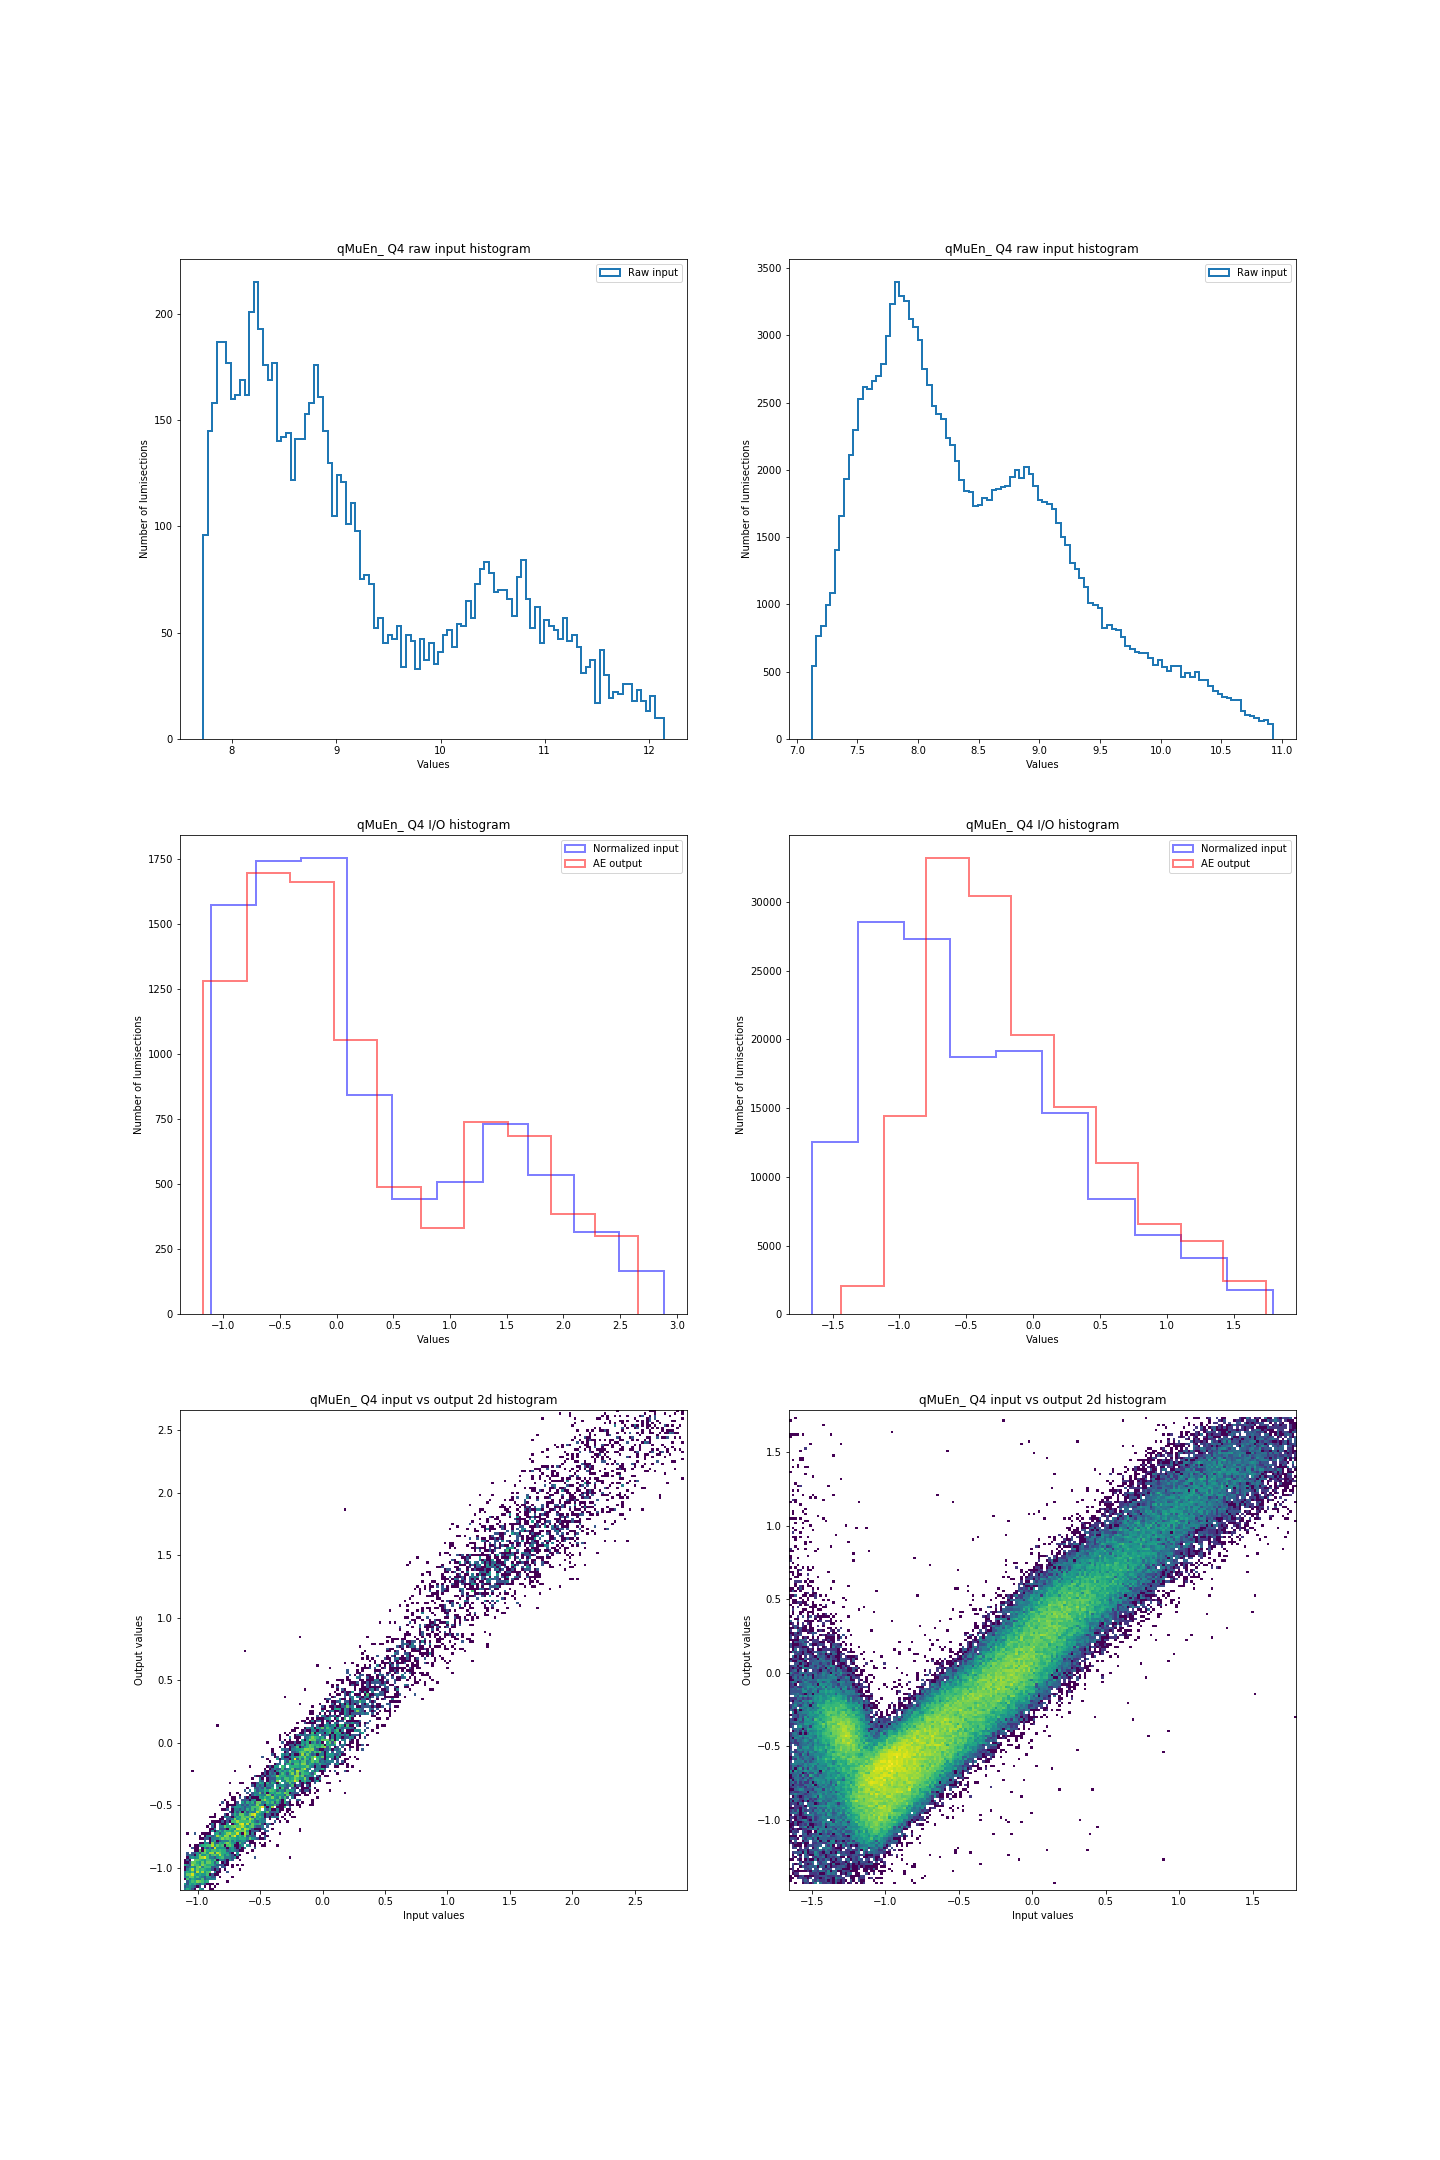 qMuEn_ Q4 raw input histogram
Raw input
Number of lumisections
200
150
100
50
0
8 9 10 11 12
Values
qMuEn_ Q4 raw input histogram
Raw input
Number of lumisections
3500
3000
2500
2000
1500
1000
500
0
7.0 7.5 8.0 8.5 9.0 9.5 10.0 10.5 11.0
Values
qMuEn_ Q4 I/O histogram
Normalized input
AE output
Number of lumisections
1750
1500
1250
1000
750
500
250
0
−1.0 −0.5 0.0 0.5 1.0 1.5 2.0 2.5 3.0
Values
qMuEn_ Q4 I/O histogram
Normalized input
AE output
Number of lumisections
30000
25000
20000
15000
10000
5000
0
−1.5 −1.0 −0.5 0.0 0.5 1.0 1.5
Values
qMuEn_ Q4 input vs output 2d histogram
Output values
2.5
2.0
1.5
1.0
0.5
0.0
−0.5
−1.0
−1.0 −0.5 0.0 0.5 1.0 1.5 2.0 2.5
Input values
qMuEn_ Q4 input vs output 2d histogram
Output values
1.5
1.0
0.5
0.0
−0.5
−1.0
−1.5 −1.0 −0.5 0.0 0.5 1.0 1.5
Input values